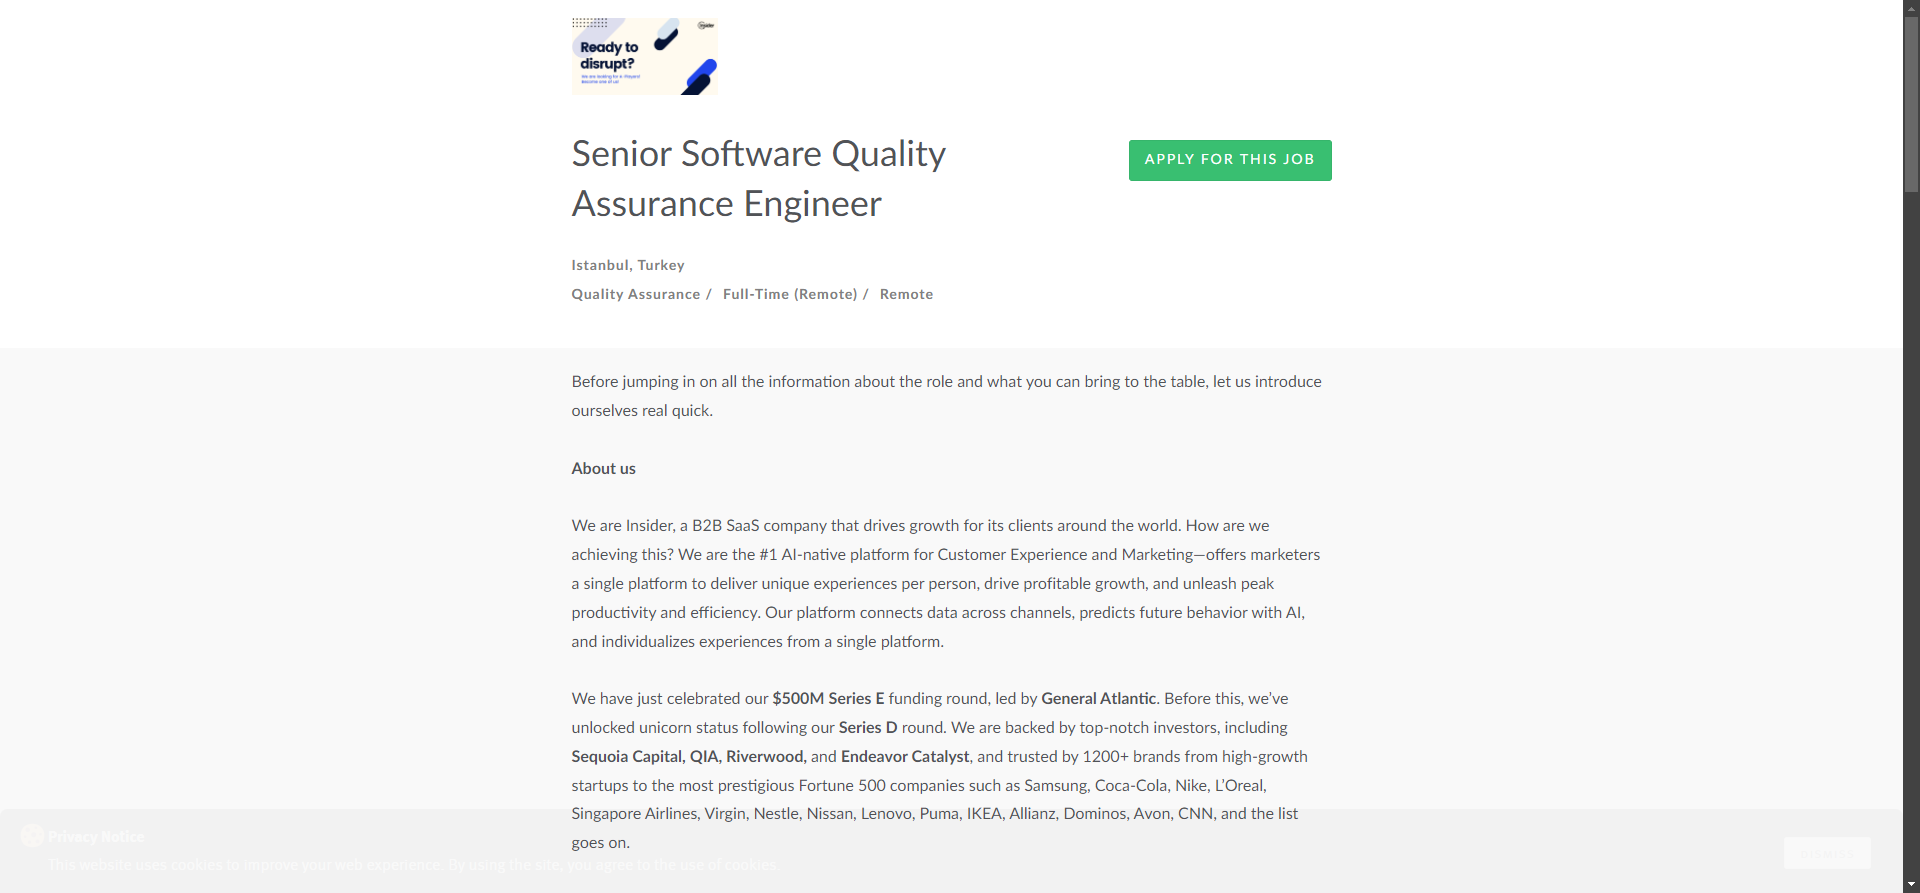 Ready to
disrupt?
We are looking for A-Players!
Become one of us!
Insider
Senior Software Quality
Assurance Engineer
APPLY FOR THIS JOB
Istanbul, Turkey
Quality Assurance / Full-Time (Remote) / Remote
Before jumping in on all the information about the role and what you can bring to the table, let us introduce
ourselves real quick.
About us
We are Insider, a B2B SaaS company that drives growth for its clients around the world. How are we
achieving this? We are the #1 AI-native platform for Customer Experience and Marketing—offers marketers
a single platform to deliver unique experiences per person, drive profitable growth, and unleash peak
productivity and efficiency. Our platform connects data across channels, predicts future behavior with AI,
and individualizes experiences from a single platform.
We have just celebrated our $500M Series E funding round, led by General Atlantic. Before this, we’ve
unlocked unicorn status following our Series D round. We are backed by top-notch investors, including
Sequoia Capital, QIA, Riverwood, and Endeavor Catalyst, and trusted by 1200+ brands from high-growth
startups to the most prestigious Fortune 500 companies such as Samsung, Coca-Cola, Nike, L’Oreal,
Singapore Airlines, Virgin, Nestle, Nissan, Lenovo, Puma, IKEA, Allianz, Dominos, Avon, CNN, and the list
goes on.
Privacy Notice
This website uses cookies to improve your web experience. By using the site, you agree to the use of cookies